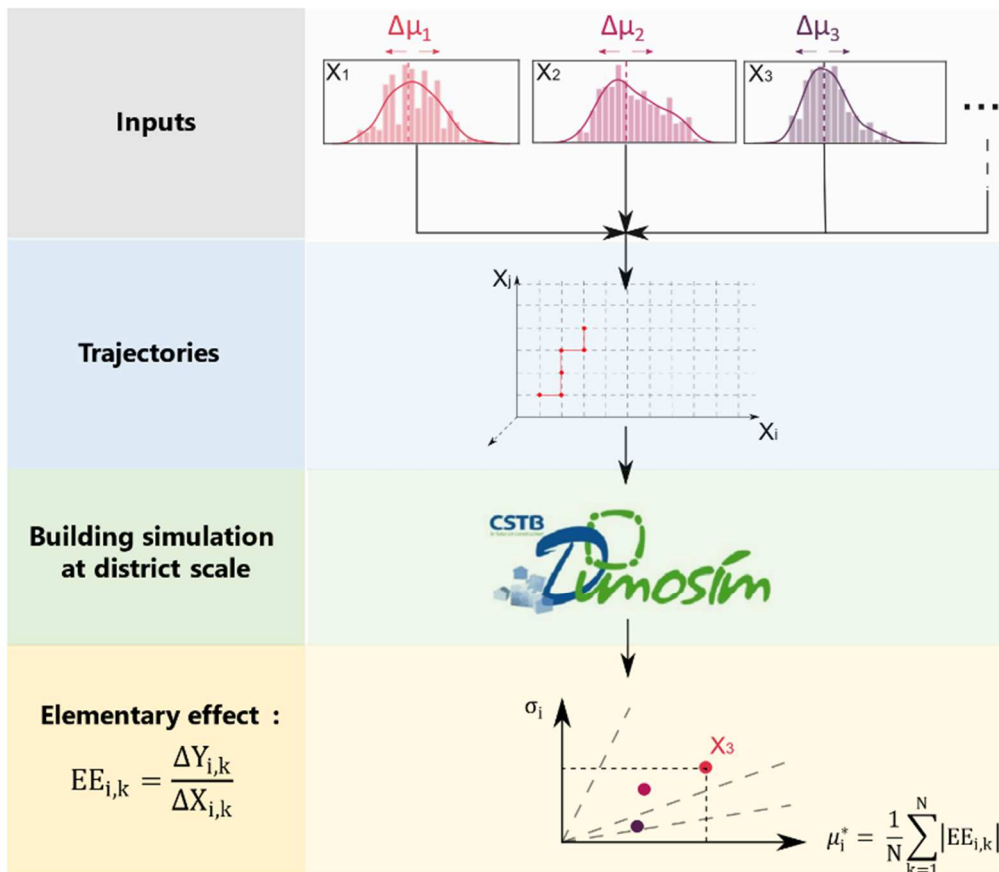 Δμ1 Δμ2 Δμ3
X1 X2 X3 ...
Inputs
Xj
Trajectories
Xi
Building simulation
at district scale
CSTB
Dimosim
Elementary effect :
EEi,k = ΔYi,k / ΔXi,k
σi
X3
μi* = 1/N ∑ k=1 N |EEi,k|